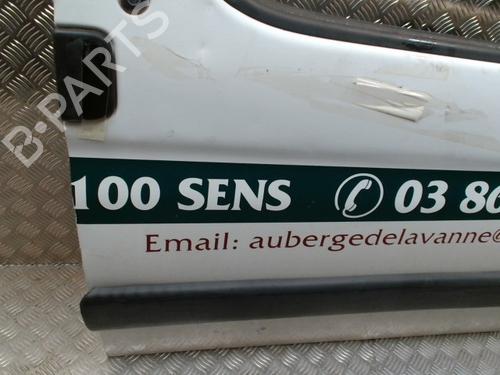 B-PARTS
100 SENS 03 86
Email: aubergedelavanne@